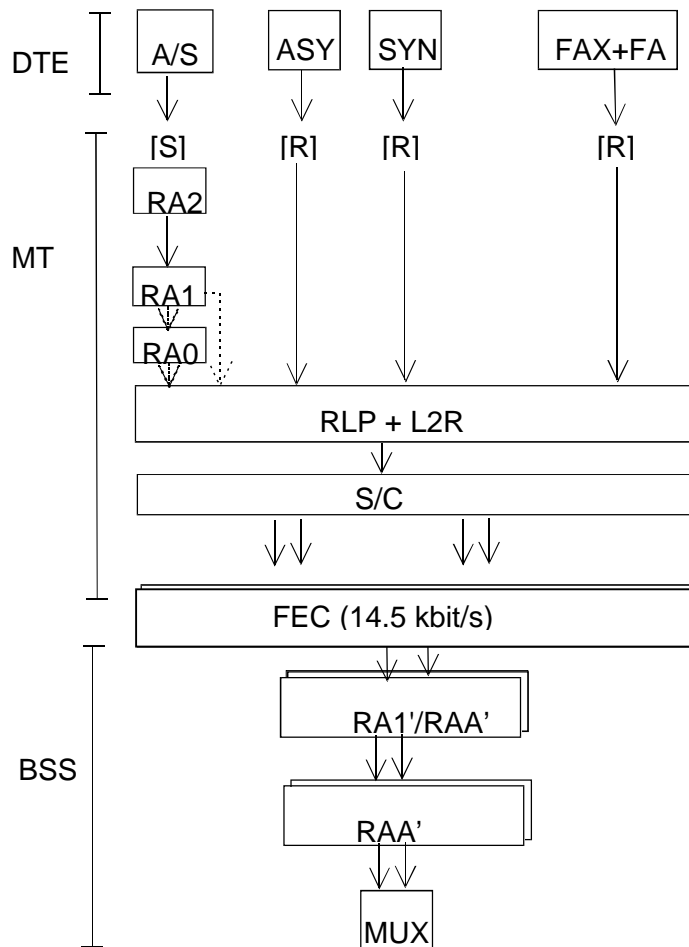 DTE
A/S ASY SYN FAX+FA
[S] [R] [R] [R]
MT
RA2
RA1
RA0
RLP + L2R
S/C
FEC (14.5 kbit/s)
RA1'/RAA’
BSS
RAA’
MUX